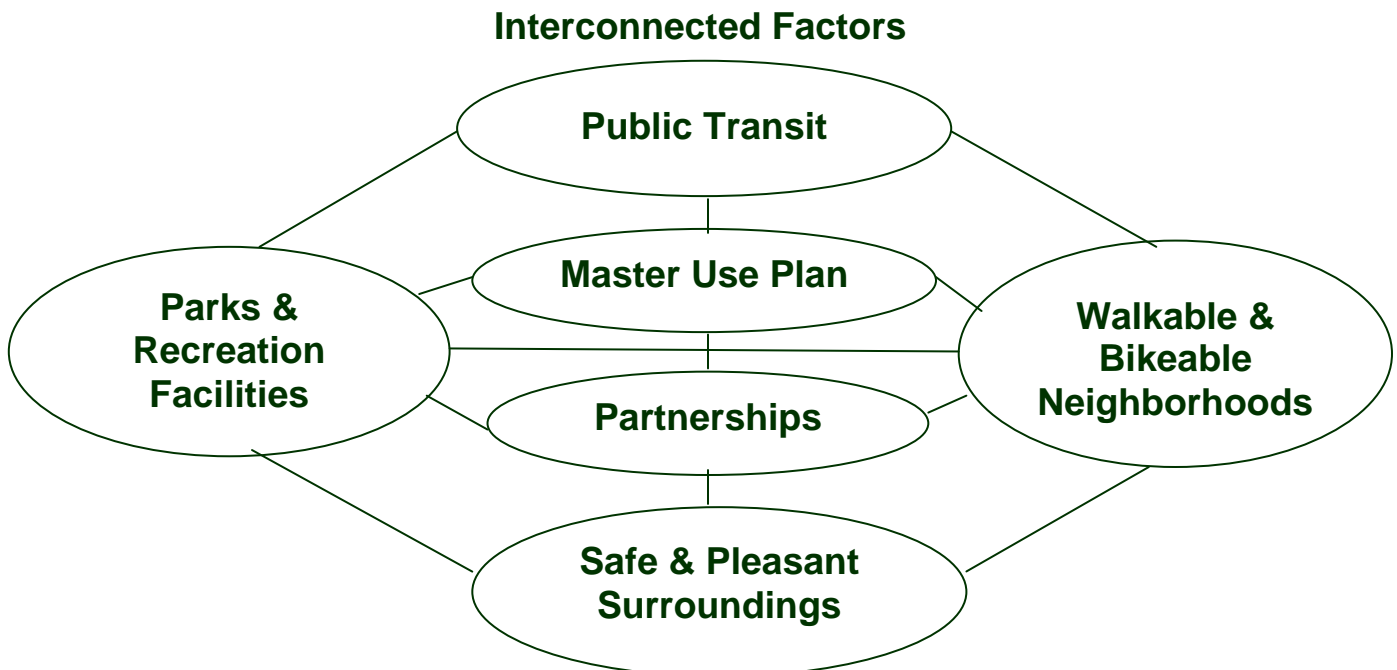 Interconnected Factors
Public Transit
Master Use Plan
Parks &
Recreation
Facilities
Walkable &
Bikeable
Neighborhoods
Partnerships
Safe & Pleasant
Surroundings